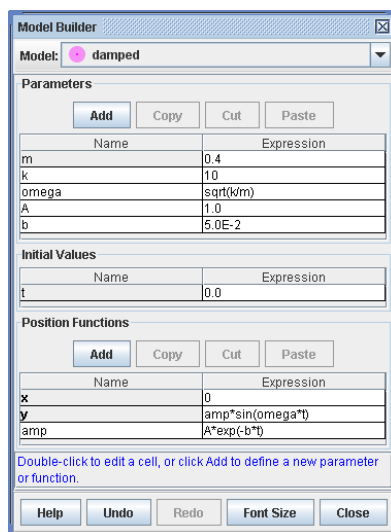 Model Builder
Model: damped
Parameters
Add Copy Cut Paste
Name Expression
m 0.4
k 10
omega sqrt(k/m)
A 1.0
b 5.0E-2
Initial Values
Name Expression
t 0.0
Position Functions
Add Copy Cut Paste
Name Expression
x 0
y amp*sin(omega*t)
amp A*exp(-b*t)
Double-click to edit a cell, or click Add to define a new parameter
or function.
Help Undo Redo Font Size Close